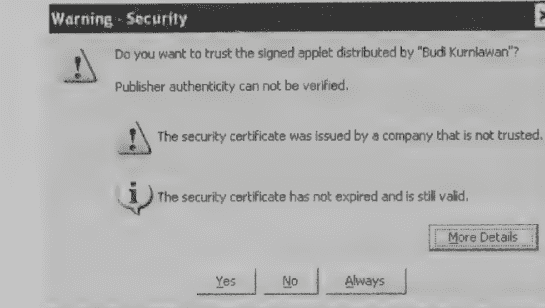 Warning - Security
Do you want to trust the signed applet distributed by "Budi Kurniawan"?
Publisher authenticity can not be verified.
The security certificate was issued by a company that is not trusted.
The security certificate has not expired and is still valid.
More Details
Yes No Always